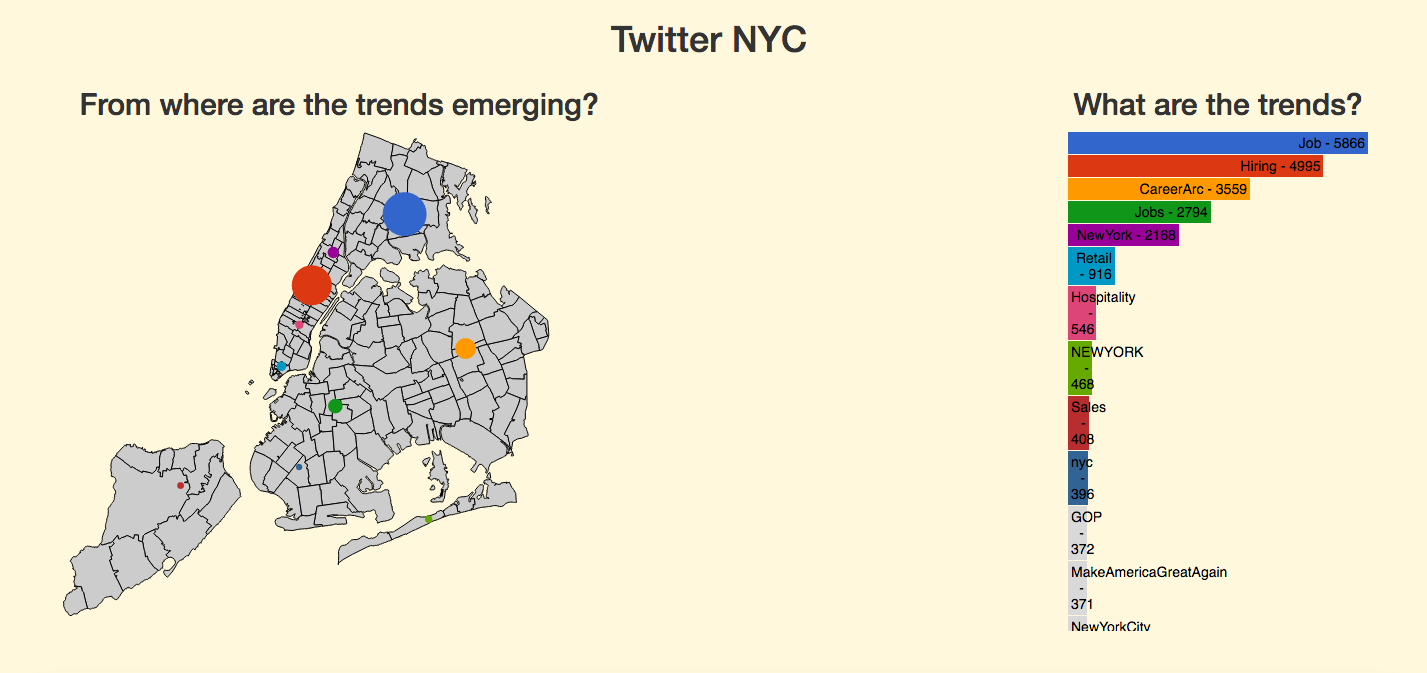 Twitter NYC
From where are the trends emerging?
What are the trends?
Job - 5866
Hiring - 4995
CareerArc - 3559
Jobs - 2794
NewYork - 2168
Retail
- 916
Hospitality
-
546
NEWYORK
-
468
Sales
-
408
nyc
-
396
GOP
-
372
MakeAmericaGreatAgain
-
371
NewYorkCity